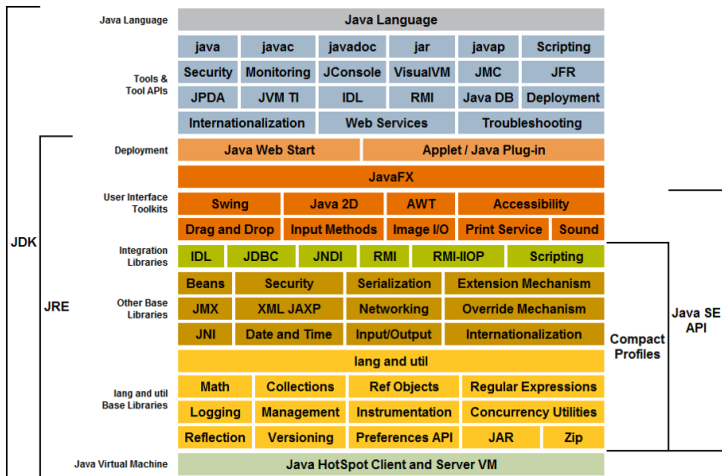 Java Language Java Language
java javac javadoc jar javap Scripting
Security Monitoring JConsole VisualVM JMC JFR
Tools &
Tool APIs
JPDA JVM TI IDL RMI Java DB Deployment
Internationalization Web Services Troubleshooting
Deployment Java Web Start Applet / Java Plug-in
JavaFX
User Interface
Toolkits
Swing Java 2D AWT Accessibility
Drag and Drop Input Methods Image I/O Print Service Sound
Integration
Libraries
IDL JDBC JNDI RMI RMI-IIOP Scripting
Beans Security Serialization Extension Mechanism
Other Base
Libraries
JMX XML JAXP Networking Override Mechanism
JNI Date and Time Input/Output Internationalization
lang and util
lang and util
Base Libraries
Math Collections Ref Objects Regular Expressions
Logging Management Instrumentation Concurrency Utilities
Reflection Versioning Preferences API JAR Zip
Java Virtual Machine Java HotSpot Client and Server VM
JDK
JRE
Compact
Profiles
Java SE
API